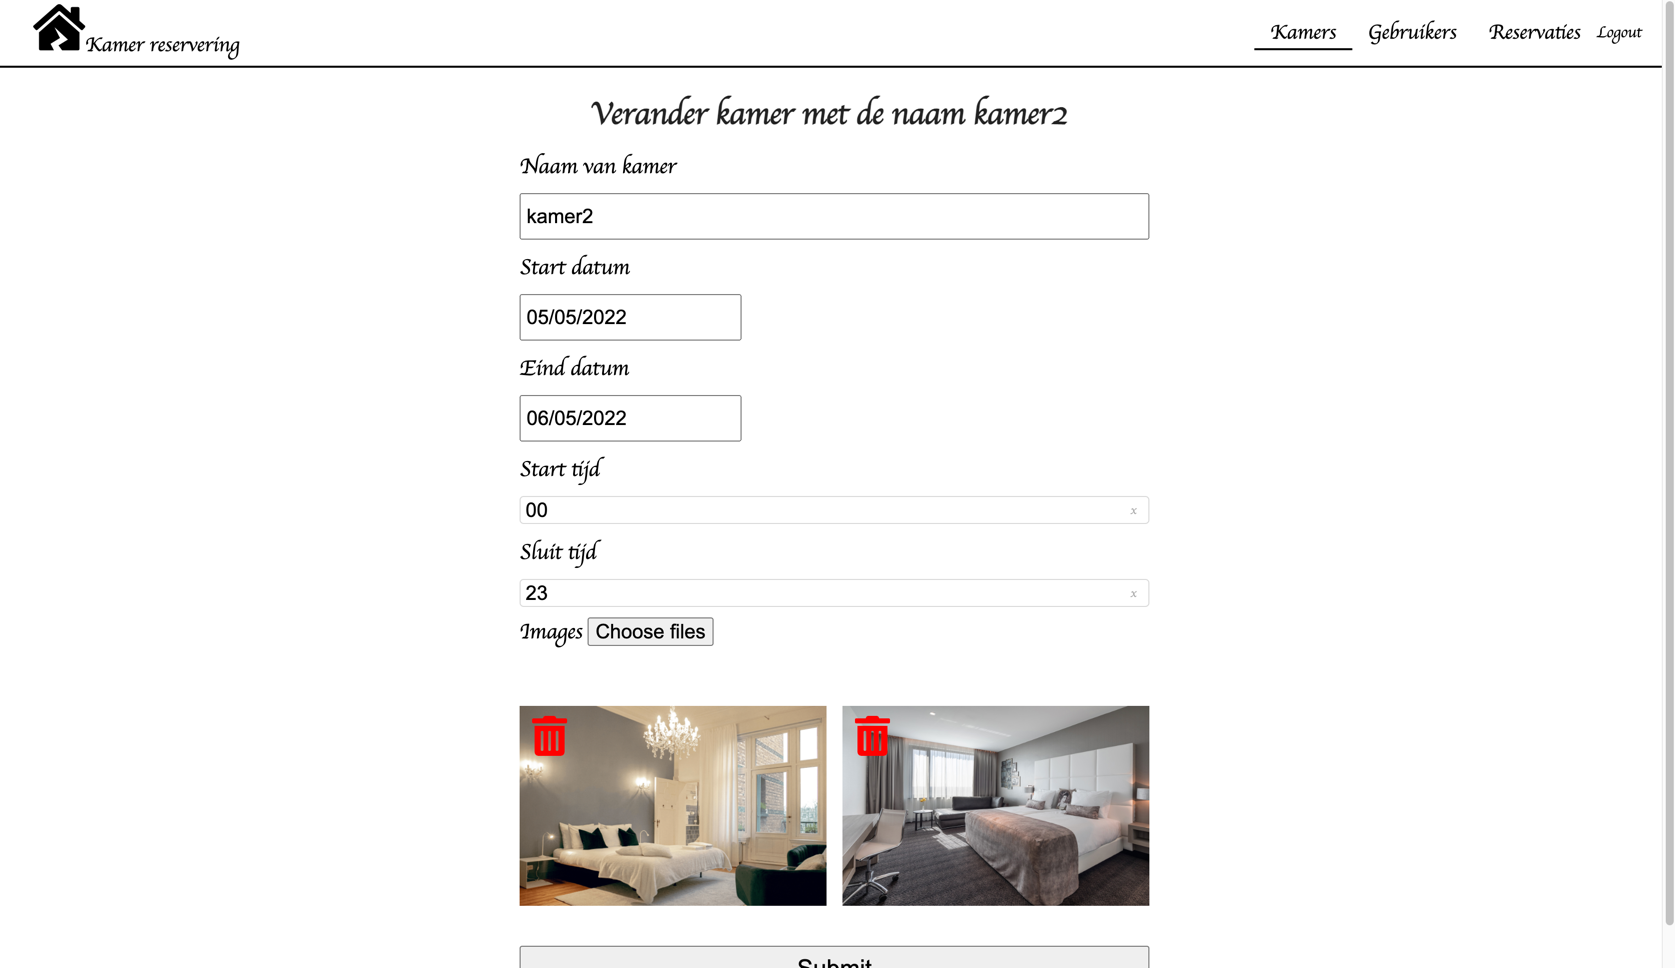 Kamer reservering
Kamers Gebruikers Reservaties Logout
Verander kamer met de naam kamer2
Naam van kamer
kamer2
Start datum
05/05/2022
Eind datum
06/05/2022
Start tijd
00 x
Sluit tijd
23 x
Images Choose files
Submit